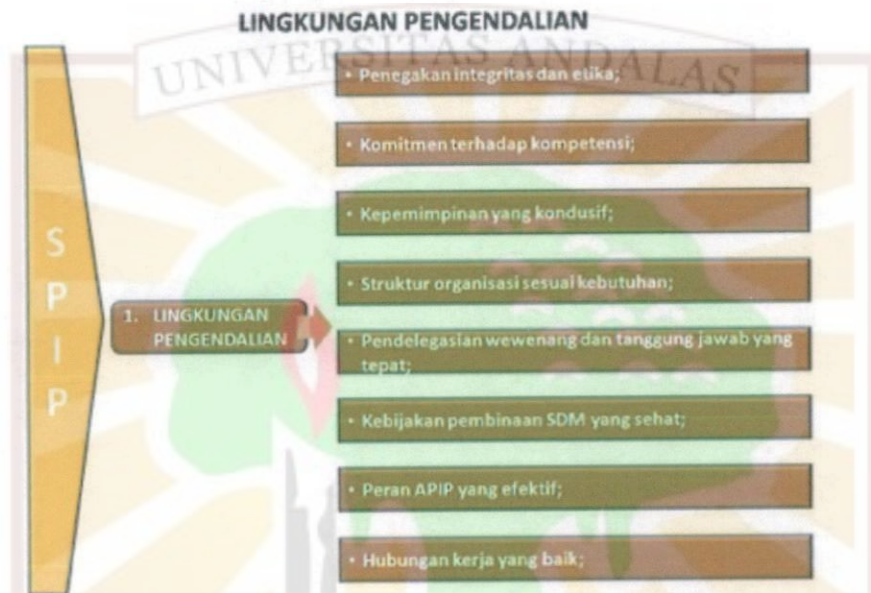 LINGKUNGAN PENGENDALIAN
UNIVERSITAS ANDALAS
• Penegakan integritas dan etika;
• Komitmen terhadap kompetensi;
• Kepemimpinan yang kondusif;
S
P
I
P
• Struktur organisasi sesuai kebutuhan;
1. LINGKUNGAN
PENGENDALIAN
• Pendelegasian wewenang dan tanggung jawab yang
tepat;
• Kebijakan pembinaan SDM yang sehat;
• Peran APIP yang efektif;
• Hubungan kerja yang baik;